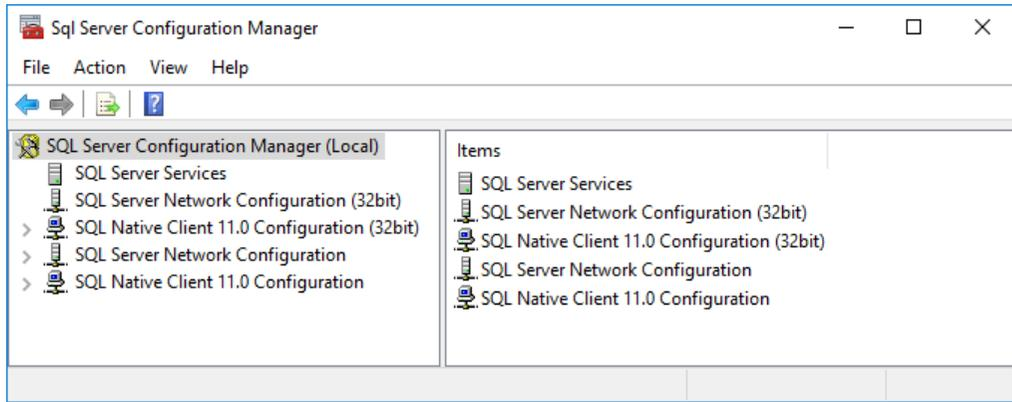 Sql Server Configuration Manager
File Action View Help
SQL Server Configuration Manager (Local)
SQL Server Services
SQL Server Network Configuration (32bit)
SQL Native Client 11.0 Configuration (32bit)
SQL Server Network Configuration
SQL Native Client 11.0 Configuration
Items
SQL Server Services
SQL Server Network Configuration (32bit)
SQL Native Client 11.0 Configuration (32bit)
SQL Server Network Configuration
SQL Native Client 11.0 Configuration